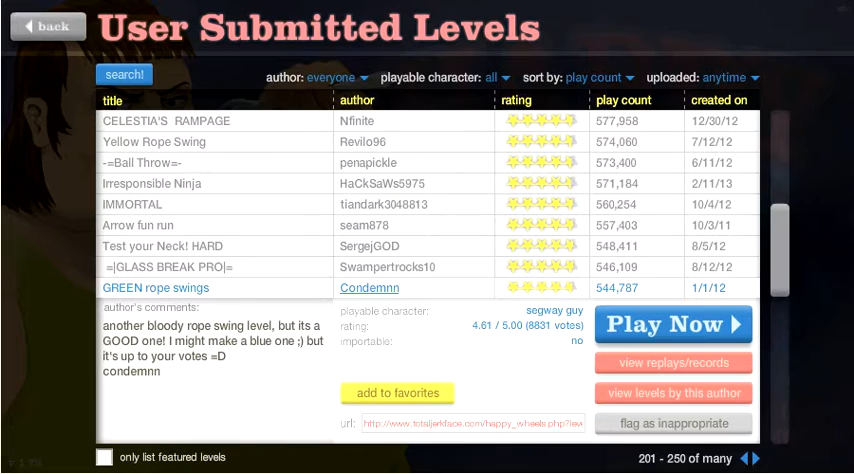 back
User Submitted Levels
search!
author: everyone playable character: all sort by: play count uploaded: anytime
title author rating play count created on
CELESTIA'S RAMPAGE Nfinite 577,958 12/30/12
Yellow Rope Swing Revilo96 574,060 7/12/12
-=Ball Throw=- penapickle 573,400 6/11/12
Irresponsible Ninja HaCkSaWs5975 571,184 2/11/13
IMMORTAL tiandark3048813 560,254 10/4/12
Arrow fun run seam878 557,403 10/3/11
Test your Neck! HARD SergejGOD 548,411 8/5/12
=|GLASS BREAK PRO|= Swampertrocks10 546,109 8/12/12
GREEN rope swings Condemnn 544,787 1/1/12
author's comments:
another bloody rope swing level, but its a
GOOD one! I might make a blue one ;) but
it's up to your votes =D
condemnn
playable character: segway guy
rating: 4.61 / 5.00 (8831 votes)
importable: no
add to favorites
url: http://www.totaljerkface.com/happy_wheels.php?lev
Play Now
view replays/records
view levels by this author
flag as inappropriate
only list featured levels
201 - 250 of many